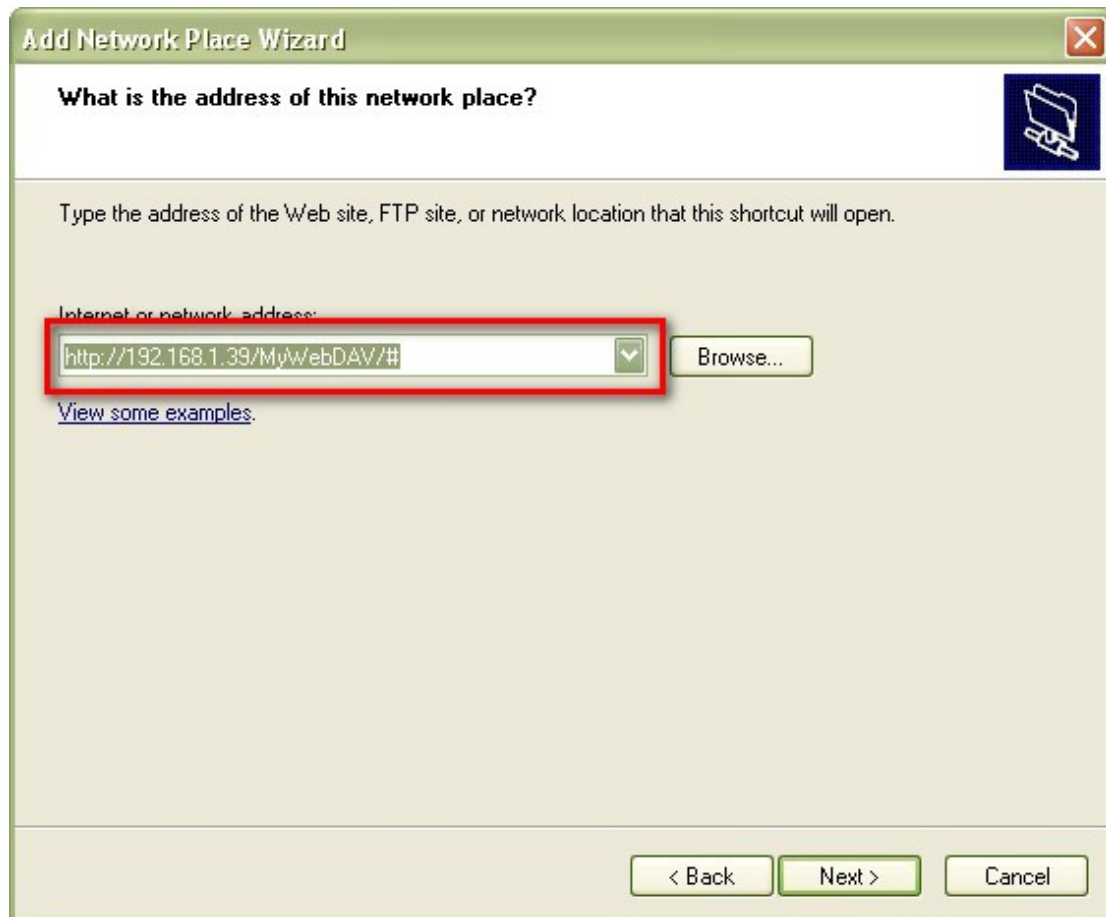 Add Network Place Wizard
What is the address of this network place?
Type the address of the Web site, FTP site, or network location that this shortcut will open.
Internet or network address:
http://192.168.1.39/MyWebDAV/#
Browse...
View some examples.
< Back
Next >
Cancel